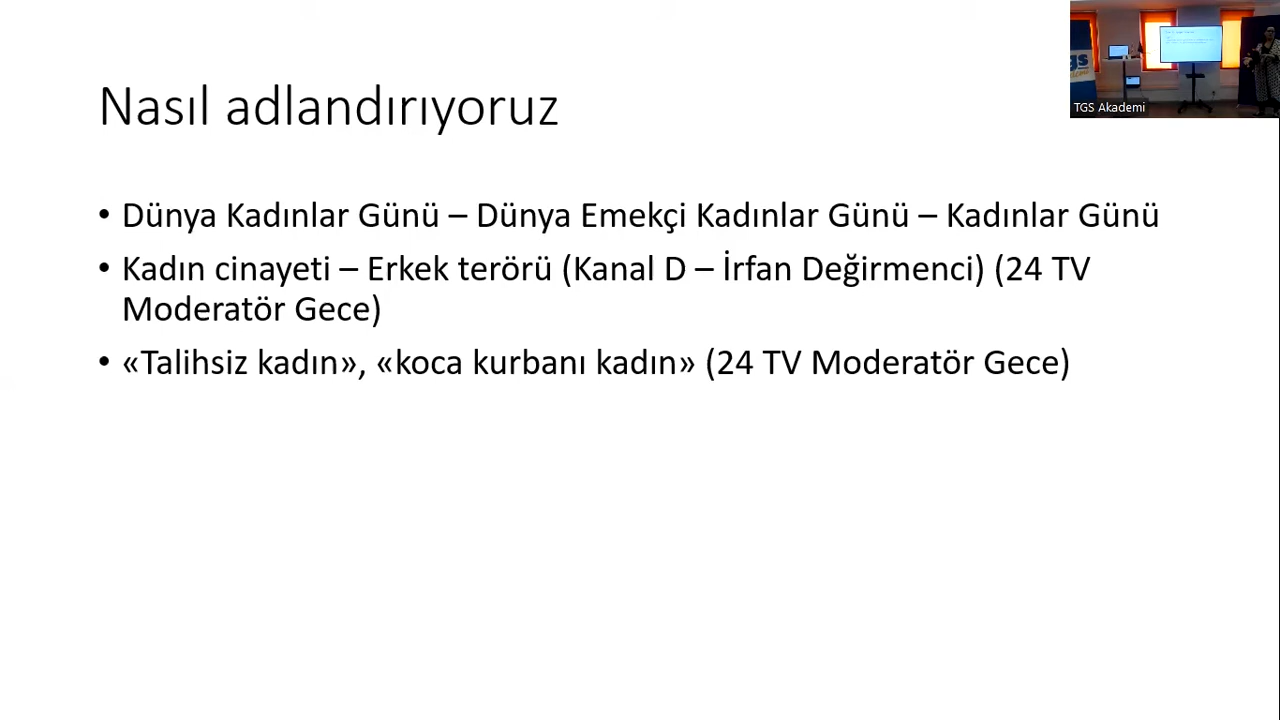 Nasıl adlandırıyoruz
• Dünya Kadınlar Günü – Dünya Emekçi Kadınlar Günü – Kadınlar Günü
• Kadın cinayeti – Erkek terörü (Kanal D – İrfan Değirmenci) (24 TV
Moderatör Gece)
• «Talihsiz kadın», «koca kurbanı kadın» (24 TV Moderatör Gece)
TGS Akademi